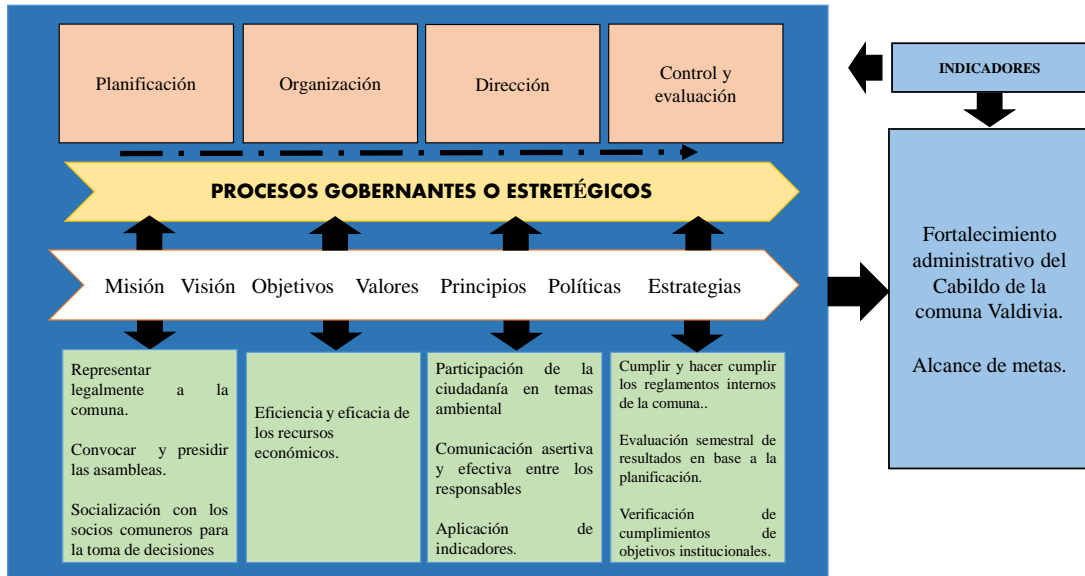 Planificación
Organización
Dirección
Control y
evaluación
INDICADORES
PROCESOS GOBERNANTES O ESTRETÉGICOS
Misión Visión Objetivos Valores Principios Políticas Estrategias
Representar
legalmente a la
comuna.
Convocar y presidir
las asambleas.
Socialización con los
socios comuneros para
la toma de decisiones
Eficiencia y eficacia de
los recursos
económicos.
Participación de la
ciudadanía en temas
ambiental
Comunicación asertiva
y efectiva entre los
responsables
Aplicación de
indicadores.
Cumplir y hacer cumplir
los reglamentos internos
de la comuna..
Evaluación semestral de
resultados en base a la
planificación.
Verificación de
cumplimientos de
objetivos institucionales.
Fortalecimiento
administrativo del
Cabildo de la
comuna Valdivia.
Alcance de metas.